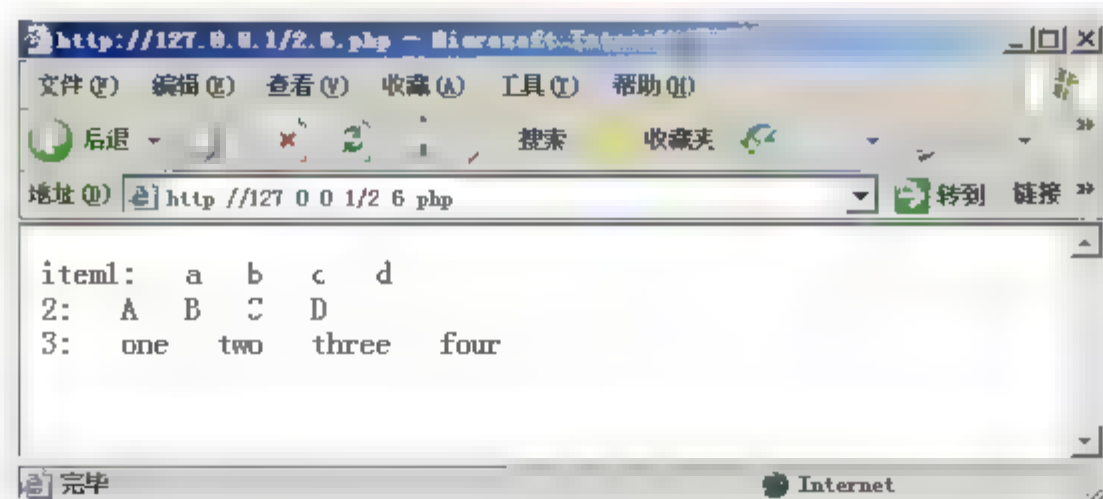 http://127.0.0.1/2.6.php - Microsoft
文件(F) 编辑(E) 查看(V) 收藏(A) 工具(T) 帮助(H)
后退 搜索 收藏夹
地址(D) http //127 0 0 1/2 6 php 转到 链接
item1: a b c d
2: A B C D
3: one two three four
完毕 Internet